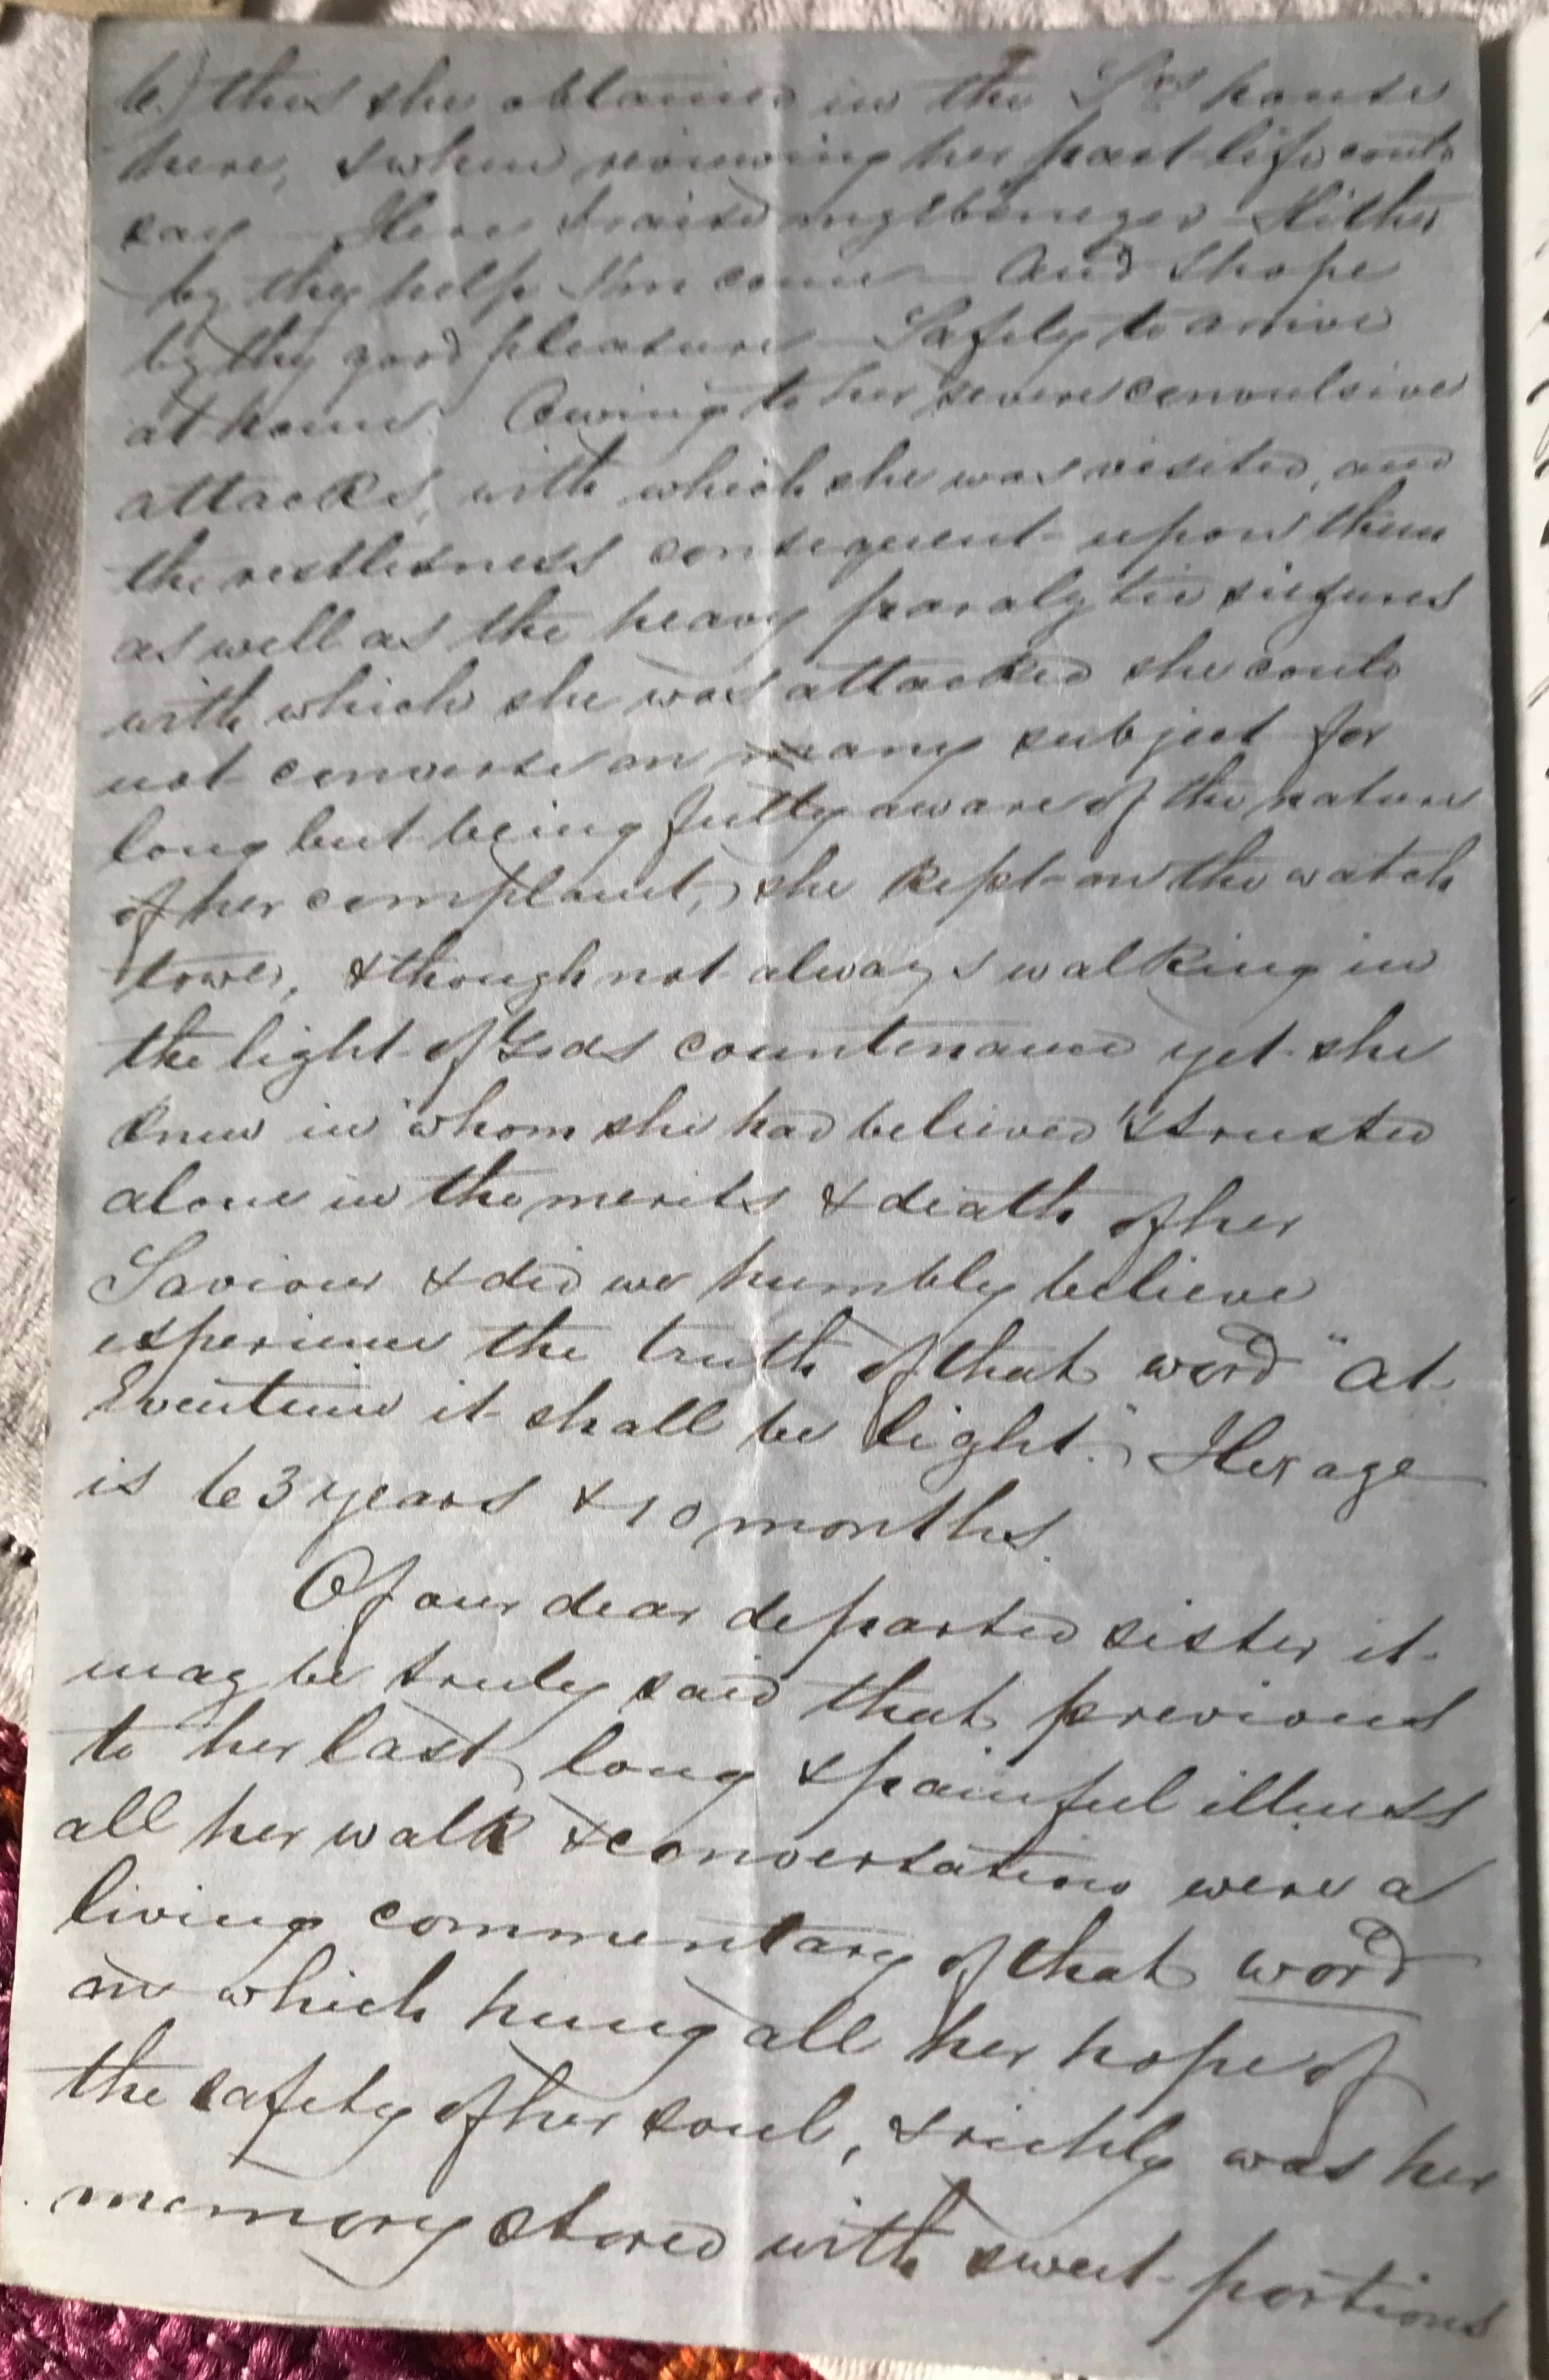 6.) this she obtained in the Srs house
here, & when reviewing her past life could
say — Here I raise my Ebenezer — Hither
by thy help I'm come — And I hope
by thy good pleasure — Safely to arrive
at home. Owing to her severe convulsive
attacks, with which she was visited, and
the restlessness consequent upon them
as well as the heavy paralytic siezures
with which she was attacked she could
not converse on many subject for
long but being fully aware of the nature
of her complaint, she kept on the watch
tower, & though not always walking in
the light of Gods countenance yet she
knew in whom she had believed & trusted
alone in the merits & death of her
Saviour & did we humbly believe
experience the truth of that word "At
Eventime it shall be light." Her age
is 63 years & 10 months.
Of our dear departed sister it
may be truly said that previous
to her last, long & painful illness
all her walk & conversation were a
living commentary of that word
on which hung all her hope of
the safety of her soul, & richly was her
memory stored with sweet portions